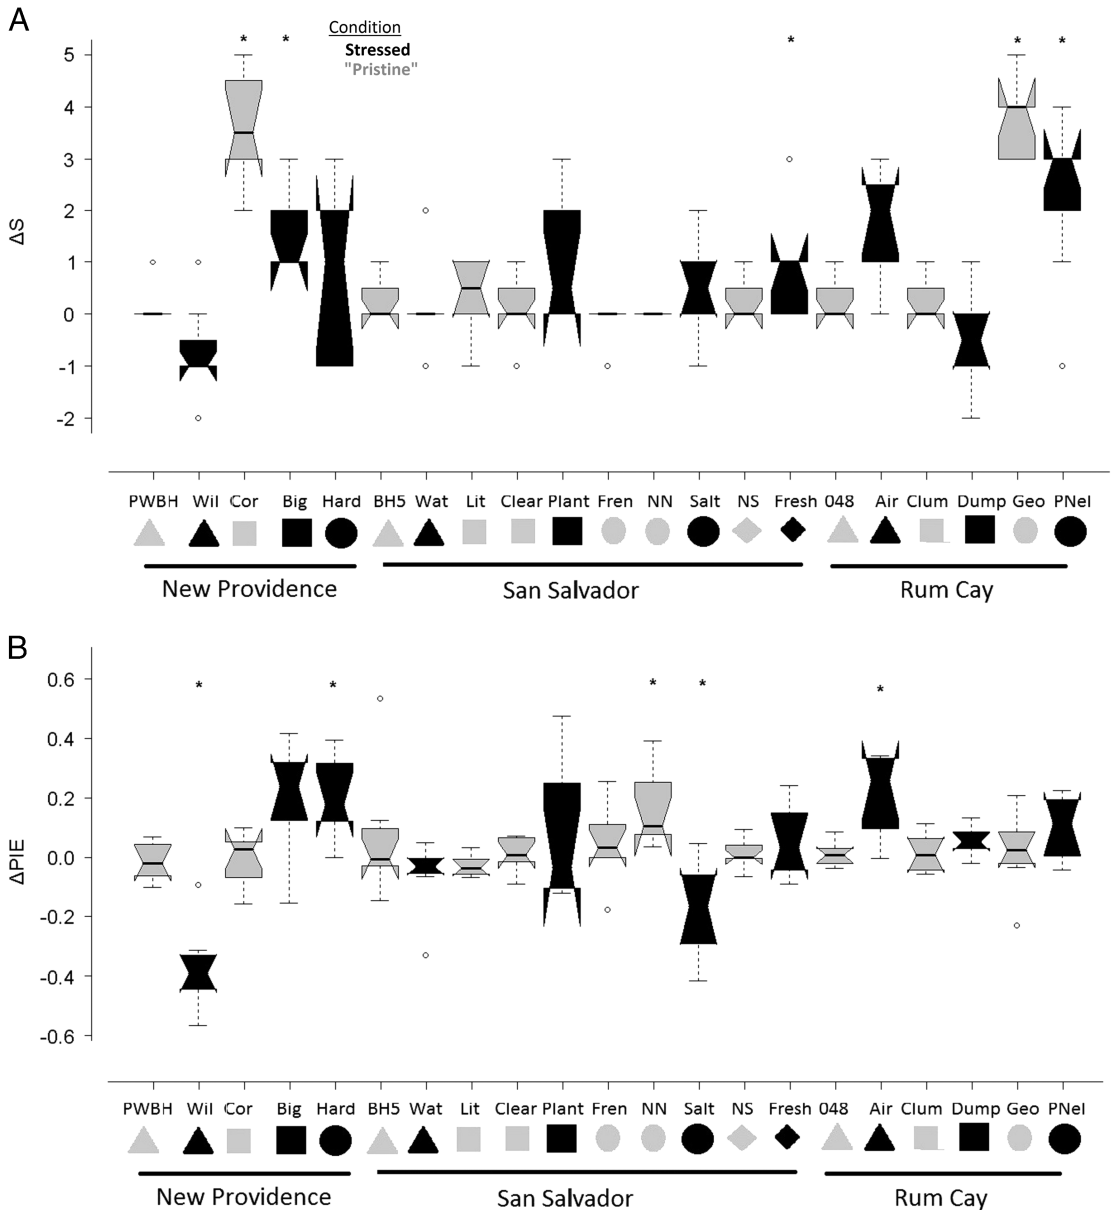 A
Condition
Stressed
"Pristine"
* * * * *
5
4
3
2
1
0
-1
-2
ΔS
PWBH Wil Cor Big Hard BH5 Wat Lit Clear Plant Fren NN Salt NS Fresh 048 Air Clum Dump Geo PNel
New Providence San Salvador Rum Cay
B
* * * * *
0.6
0.4
0.2
0.0
-0.2
-0.4
-0.6
ΔPIE
PWBH Wil Cor Big Hard BH5 Wat Lit Clear Plant Fren NN Salt NS Fresh 048 Air Clum Dump Geo PNel
New Providence San Salvador Rum Cay